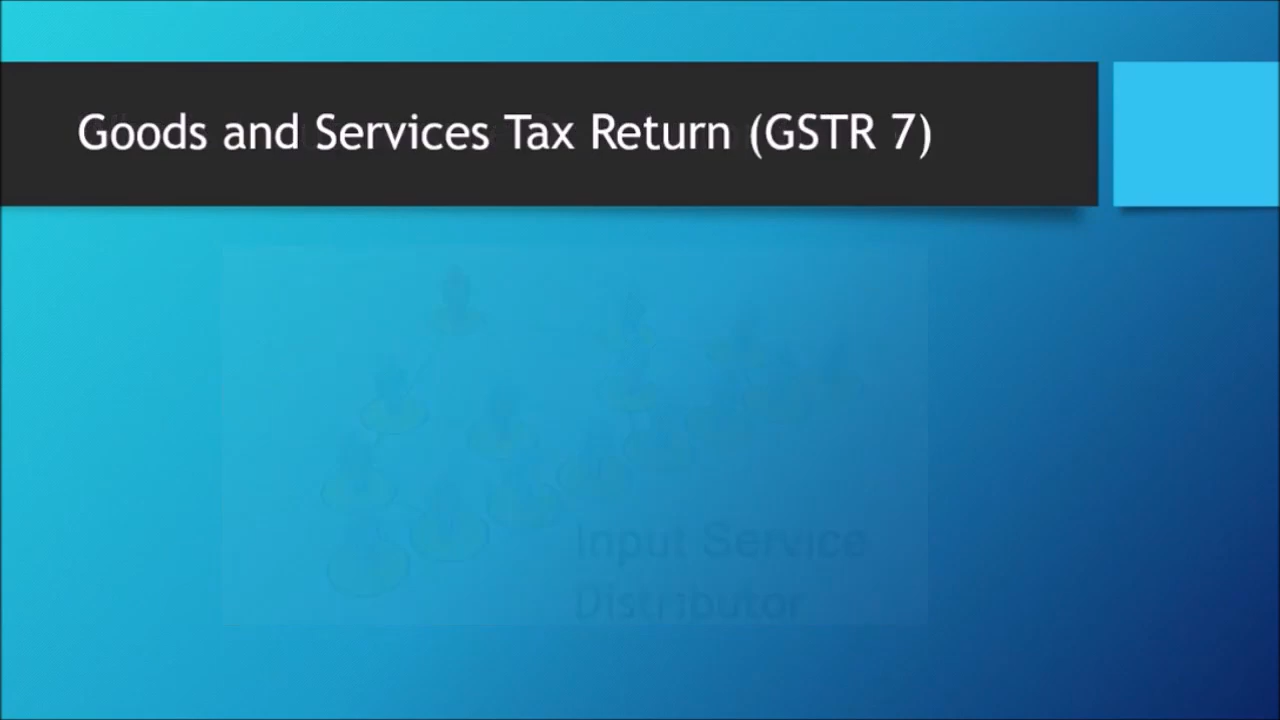 Goods and Services Tax Return (GSTR 7)
Input Service
Distributor